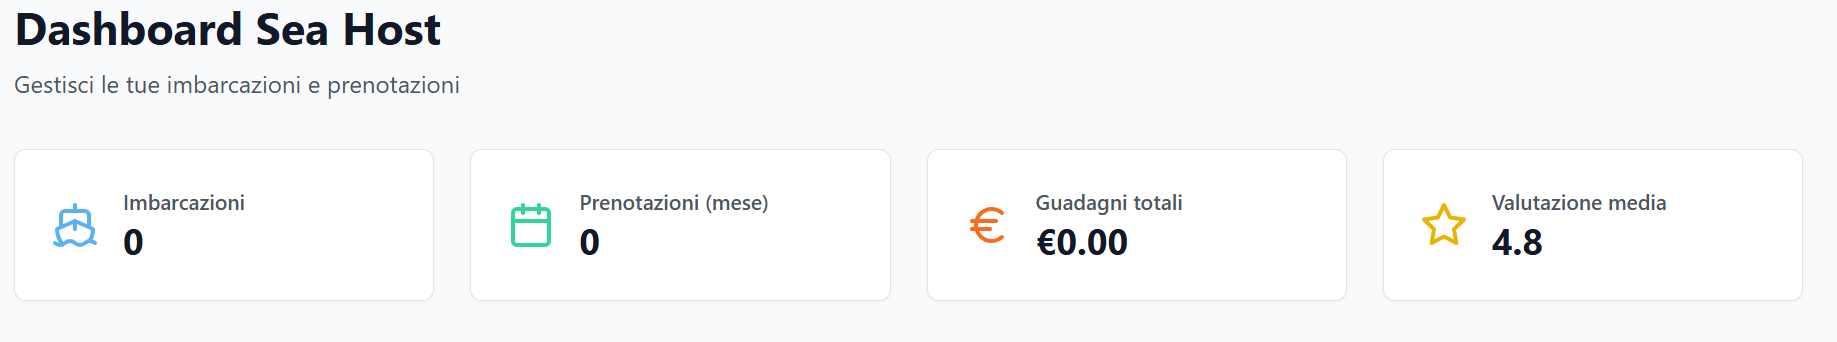 Dashboard Sea Host
Gestisci le tue imbarcazioni e prenotazioni
Imbarcazioni
0
Prenotazioni (mese)
0
Guadagni totali
€0.00
Valutazione media
4.8